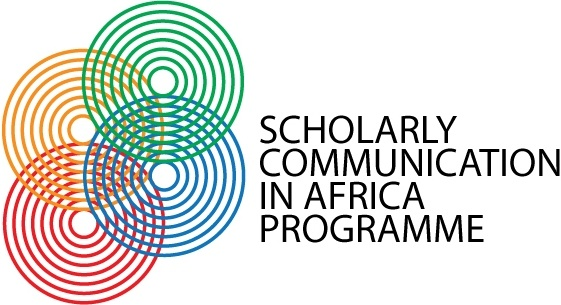 SCHOLARLY
COMMUNICATION
IN AFRICA
PROGRAMME